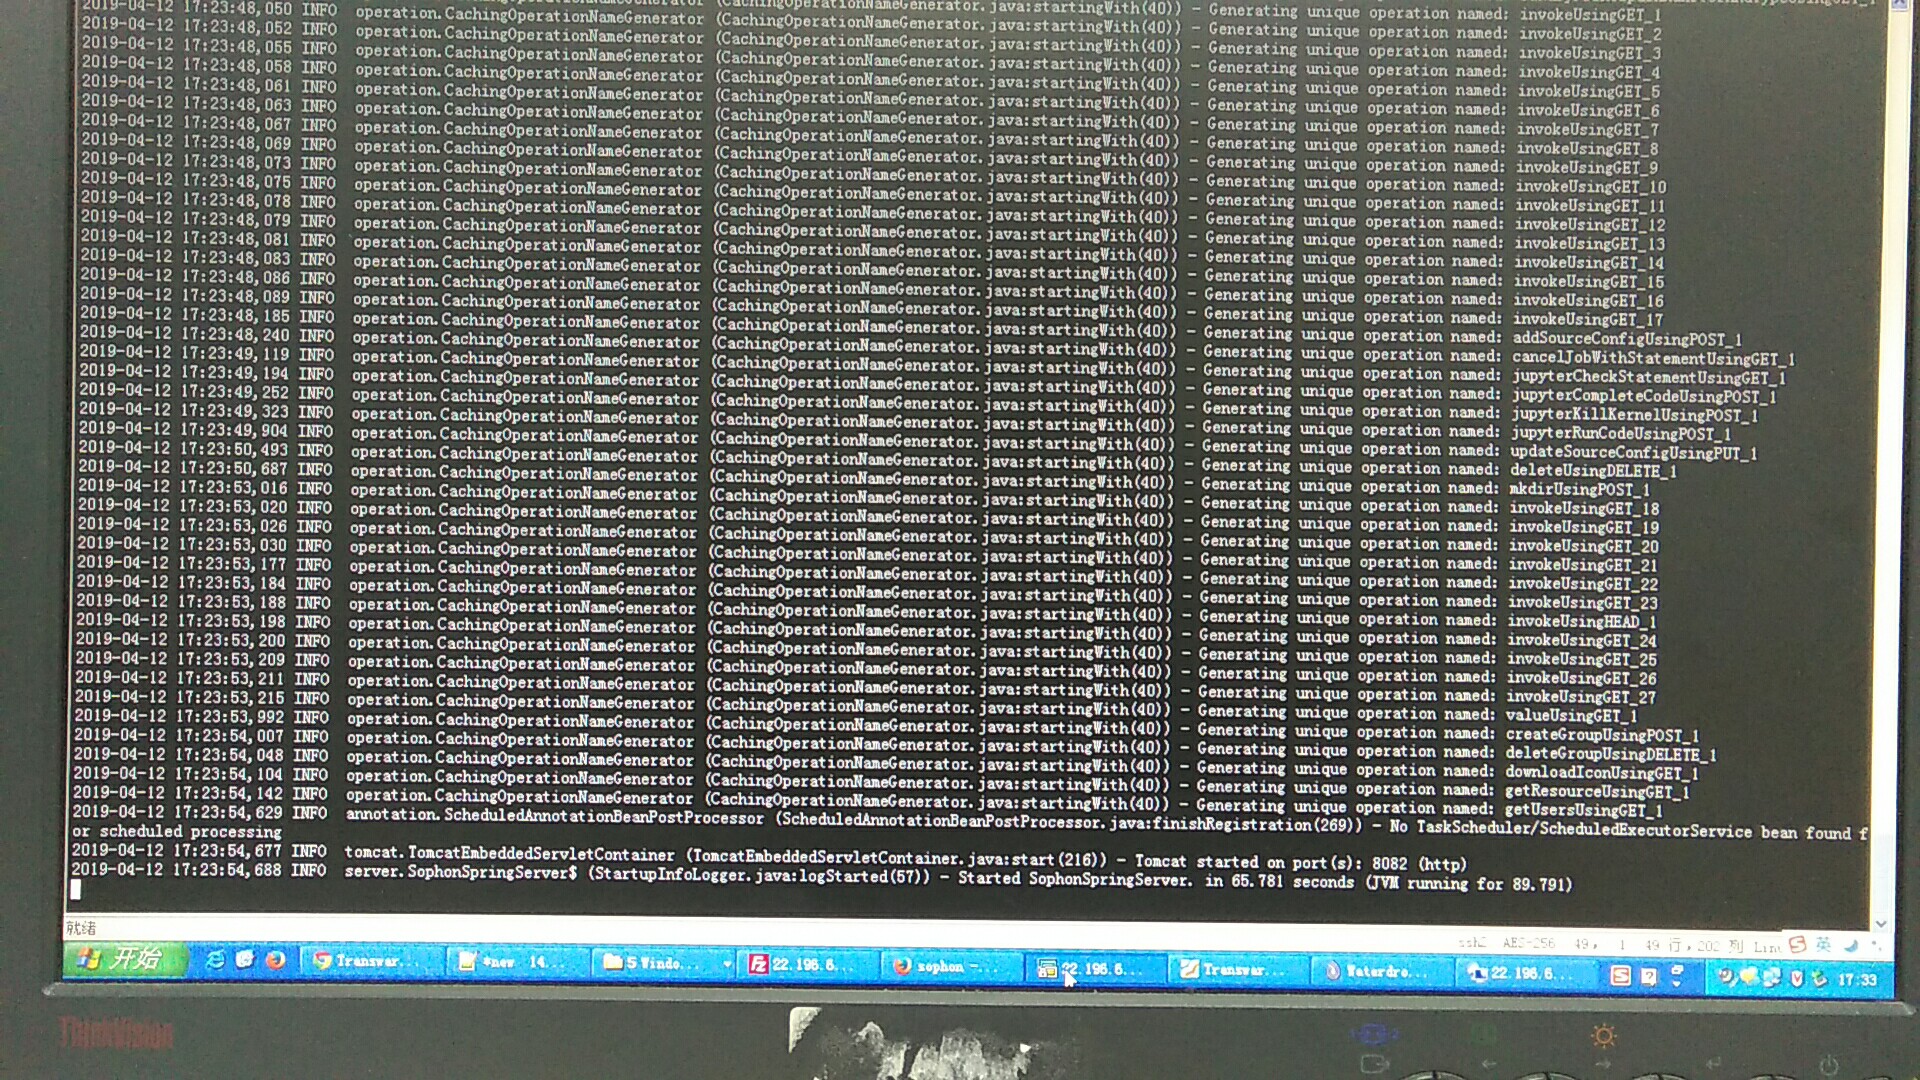 2019-04-12 17:23:48,050 INFO operation.CachingOperationNameGenerator (CachingOperationNameGenerator.java:startingWith(40)) - Generating unique operation named: invokeUsingGET_1
2019-04-12 17:23:48,052 INFO operation.CachingOperationNameGenerator (CachingOperationNameGenerator.java:startingWith(40)) - Generating unique operation named: invokeUsingGET_2
2019-04-12 17:23:48,055 INFO operation.CachingOperationNameGenerator (CachingOperationNameGenerator.java:startingWith(40)) - Generating unique operation named: invokeUsingGET_3
2019-04-12 17:23:48,058 INFO operation.CachingOperationNameGenerator (CachingOperationNameGenerator.java:startingWith(40)) - Generating unique operation named: invokeUsingGET_4
2019-04-12 17:23:48,061 INFO operation.CachingOperationNameGenerator (CachingOperationNameGenerator.java:startingWith(40)) - Generating unique operation named: invokeUsingGET_5
2019-04-12 17:23:48,063 INFO operation.CachingOperationNameGenerator (CachingOperationNameGenerator.java:startingWith(40)) - Generating unique operation named: invokeUsingGET_6
2019-04-12 17:23:48,067 INFO operation.CachingOperationNameGenerator (CachingOperationNameGenerator.java:startingWith(40)) - Generating unique operation named: invokeUsingGET_7
2019-04-12 17:23:48,069 INFO operation.CachingOperationNameGenerator (CachingOperationNameGenerator.java:startingWith(40)) - Generating unique operation named: invokeUsingGET_8
2019-04-12 17:23:48,073 INFO operation.CachingOperationNameGenerator (CachingOperationNameGenerator.java:startingWith(40)) - Generating unique operation named: invokeUsingGET_9
2019-04-12 17:23:48,075 INFO operation.CachingOperationNameGenerator (CachingOperationNameGenerator.java:startingWith(40)) - Generating unique operation named: invokeUsingGET_10
2019-04-12 17:23:48,078 INFO operation.CachingOperationNameGenerator (CachingOperationNameGenerator.java:startingWith(40)) - Generating unique operation named: invokeUsingGET_11
2019-04-12 17:23:48,079 INFO operation.CachingOperationNameGenerator (CachingOperationNameGenerator.java:startingWith(40)) - Generating unique operation named: invokeUsingGET_12
2019-04-12 17:23:48,081 INFO operation.CachingOperationNameGenerator (CachingOperationNameGenerator.java:startingWith(40)) - Generating unique operation named: invokeUsingGET_13
2019-04-12 17:23:48,083 INFO operation.CachingOperationNameGenerator (CachingOperationNameGenerator.java:startingWith(40)) - Generating unique operation named: invokeUsingGET_14
2019-04-12 17:23:48,086 INFO operation.CachingOperationNameGenerator (CachingOperationNameGenerator.java:startingWith(40)) - Generating unique operation named: invokeUsingGET_15
2019-04-12 17:23:48,089 INFO operation.CachingOperationNameGenerator (CachingOperationNameGenerator.java:startingWith(40)) - Generating unique operation named: invokeUsingGET_16
2019-04-12 17:23:48,185 INFO operation.CachingOperationNameGenerator (CachingOperationNameGenerator.java:startingWith(40)) - Generating unique operation named: invokeUsingGET_17
2019-04-12 17:23:48,240 INFO operation.CachingOperationNameGenerator (CachingOperationNameGenerator.java:startingWith(40)) - Generating unique operation named: addSourceConfigUsingPOST_1
2019-04-12 17:23:49,119 INFO operation.CachingOperationNameGenerator (CachingOperationNameGenerator.java:startingWith(40)) - Generating unique operation named: cancelJobWithStatementUsingGET_1
2019-04-12 17:23:49,194 INFO operation.CachingOperationNameGenerator (CachingOperationNameGenerator.java:startingWith(40)) - Generating unique operation named: jupyterCheckStatementUsingGET_1
2019-04-12 17:23:49,252 INFO operation.CachingOperationNameGenerator (CachingOperationNameGenerator.java:startingWith(40)) - Generating unique operation named: jupyterCompleteCodeUsingPOST_1
2019-04-12 17:23:49,323 INFO operation.CachingOperationNameGenerator (CachingOperationNameGenerator.java:startingWith(40)) - Generating unique operation named: jupyterKillKernelUsingPOST_1
2019-04-12 17:23:49,904 INFO operation.CachingOperationNameGenerator (CachingOperationNameGenerator.java:startingWith(40)) - Generating unique operation named: jupyterRunCodeUsingPOST_1
2019-04-12 17:23:50,493 INFO operation.CachingOperationNameGenerator (CachingOperationNameGenerator.java:startingWith(40)) - Generating unique operation named: updateSourceConfigUsingPUT_1
2019-04-12 17:23:50,687 INFO operation.CachingOperationNameGenerator (CachingOperationNameGenerator.java:startingWith(40)) - Generating unique operation named: deleteUsingDELETE_1
2019-04-12 17:23:53,016 INFO operation.CachingOperationNameGenerator (CachingOperationNameGenerator.java:startingWith(40)) - Generating unique operation named: mkdirUsingPOST_1
2019-04-12 17:23:53,020 INFO operation.CachingOperationNameGenerator (CachingOperationNameGenerator.java:startingWith(40)) - Generating unique operation named: invokeUsingGET_18
2019-04-12 17:23:53,026 INFO operation.CachingOperationNameGenerator (CachingOperationNameGenerator.java:startingWith(40)) - Generating unique operation named: invokeUsingGET_19
2019-04-12 17:23:53,030 INFO operation.CachingOperationNameGenerator (CachingOperationNameGenerator.java:startingWith(40)) - Generating unique operation named: invokeUsingGET_20
2019-04-12 17:23:53,177 INFO operation.CachingOperationNameGenerator (CachingOperationNameGenerator.java:startingWith(40)) - Generating unique operation named: invokeUsingGET_21
2019-04-12 17:23:53,184 INFO operation.CachingOperationNameGenerator (CachingOperationNameGenerator.java:startingWith(40)) - Generating unique operation named: invokeUsingGET_22
2019-04-12 17:23:53,188 INFO operation.CachingOperationNameGenerator (CachingOperationNameGenerator.java:startingWith(40)) - Generating unique operation named: invokeUsingGET_23
2019-04-12 17:23:53,198 INFO operation.CachingOperationNameGenerator (CachingOperationNameGenerator.java:startingWith(40)) - Generating unique operation named: invokeUsingHEAD_1
2019-04-12 17:23:53,200 INFO operation.CachingOperationNameGenerator (CachingOperationNameGenerator.java:startingWith(40)) - Generating unique operation named: invokeUsingGET_24
2019-04-12 17:23:53,209 INFO operation.CachingOperationNameGenerator (CachingOperationNameGenerator.java:startingWith(40)) - Generating unique operation named: invokeUsingGET_25
2019-04-12 17:23:53,211 INFO operation.CachingOperationNameGenerator (CachingOperationNameGenerator.java:startingWith(40)) - Generating unique operation named: invokeUsingGET_26
2019-04-12 17:23:53,215 INFO operation.CachingOperationNameGenerator (CachingOperationNameGenerator.java:startingWith(40)) - Generating unique operation named: invokeUsingGET_27
2019-04-12 17:23:53,992 INFO operation.CachingOperationNameGenerator (CachingOperationNameGenerator.java:startingWith(40)) - Generating unique operation named: valueUsingGET_1
2019-04-12 17:23:54,007 INFO operation.CachingOperationNameGenerator (CachingOperationNameGenerator.java:startingWith(40)) - Generating unique operation named: createGroupUsingPOST_1
2019-04-12 17:23:54,048 INFO operation.CachingOperationNameGenerator (CachingOperationNameGenerator.java:startingWith(40)) - Generating unique operation named: deleteGroupUsingDELETE_1
2019-04-12 17:23:54,104 INFO operation.CachingOperationNameGenerator (CachingOperationNameGenerator.java:startingWith(40)) - Generating unique operation named: downloadIconUsingGET_1
2019-04-12 17:23:54,142 INFO operation.CachingOperationNameGenerator (CachingOperationNameGenerator.java:startingWith(40)) - Generating unique operation named: getResourceUsingGET_1
operation.CachingOperationNameGenerator (CachingOperationNameGenerator.java:startingWith(40)) - Generating unique operation named: getUsersUsingGET_1
2019-04-12 17:23:54,629 INFO annotation.ScheduledAnnotationBeanPostProcessor (ScheduledAnnotationBeanPostProcessor.java:finishRegistration(269)) - No TaskScheduler/ScheduledExecutorService bean found f
or scheduled processing
2019-04-12 17:23:54,677 INFO tomcat.TomcatEmbeddedServletContainer (TomcatEmbeddedServletContainer.java:start(216)) - Tomcat started on port(s): 8082 (http)
2019-04-12 17:23:54,688 INFO server.SophonSpringServer$ (StartupInfoLogger.java:logStarted(57)) - Started SophonSpringServer. in 65.781 seconds (JVM running for 89.791)
就绪
ssh2 AES-256 49, 1 49 行, 202 列 英
开始 Transwar... *new 14... 5 Windo... 22.196.6... sophon -... 22.196.6... Transwar... Waterdro... 22.196.6... 17:33
ThinkVision